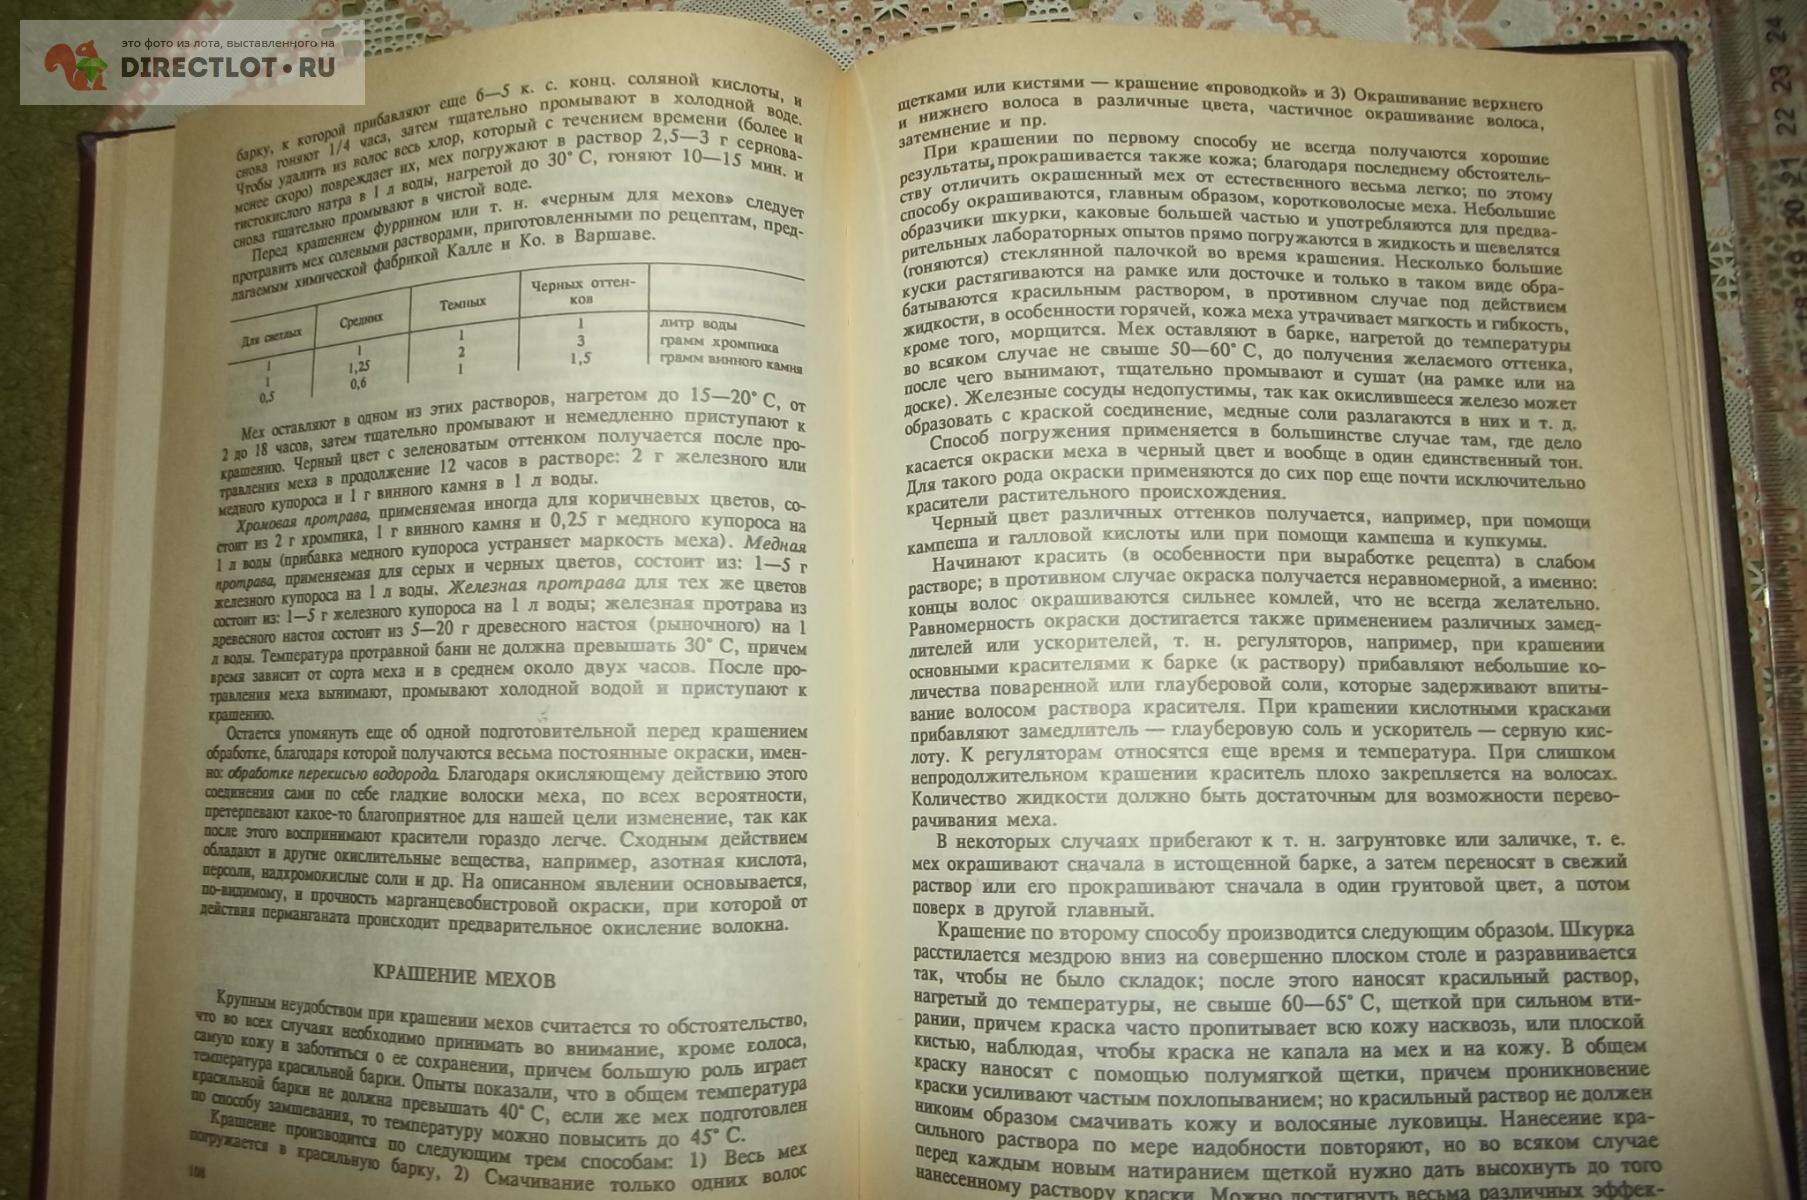 это фото из лота, выставленного на
DIRECTLOT.RU
барку, к которой прибавляют еще 6—5 к. с. конц. соляной кислоты, и
снова гоняют 1/4 часа, затем тщательно промывают в холодной воде.
Чтобы удалить из волос весь хлор, который с течением времени (более и
менее скоро) повреждает их, мех погружают в раствор 2,5—3 г сернова-
тистокислого натра в 1 л воды, нагретой до 30° С, гоняют 10—15 мин. и
снова тщательно промывают в чистой воде.
Перед крашением фуррином или т. н. «черным для мехов» следует
протравить мех солевыми растворами, приготовленными по рецептам, пред-
лагаемым химической фабрикой Калле и Ко. в Варшаве.
Для светлых Средних Темных Черных оттен-
ков
1 1 1 1 литр воды
1 1,25 2 3 грамм хромпика
0,5 0,6 1 1,5 грамм винного камня
Мех оставляют в одном из этих растворов, нагретом до 15—20° С, от
2 до 18 часов, затем тщательно промывают и немедленно приступают к
крашению. Черный цвет с зеленоватым оттенком получается после про-
травления меха в продолжение 12 часов в растворе: 2 г железного или
медного купороса и 1 г винного камня в 1 л воды.
Хромовая протрава, применяемая иногда для коричневых цветов, со-
стоит из 2 г хромпика, 1 г винного камня и 0,25 г медного купороса на
1 л воды (прибавка медного купороса устраняет маркость меха). Медная
протрава, применяемая для серых и черных цветов, состоит из: 1—5 г
железного купороса на 1 л воды. Железная протрава для тех же цветов
состоит из: 1—5 г железного купороса на 1 л воды; железная протрава из
древесного настоя состоит из 5—20 г древесного настоя (рыночного) на 1
л воды. Температура протравной бани не должна превышать 30° С, причем
время зависит от сорта меха и в среднем около двух часов. После про-
травления меха вынимают, промывают холодной водой и приступают к
крашению.
Остается упомянуть еще об одной подготовительной перед крашением
обработке, благодаря которой получаются весьма постоянные окраски, имен-
но: обработке перекисью водорода. Благодаря окисляющему действию этого
соединения сами по себе гладкие волоски меха, по всех вероятности,
претерпевают какое-то благоприятное для нашей цели изменение, так как
после этого воспринимают красители гораздо легче. Сходным действием
обладают и другие окислительные вещества, например, азотная кислота,
персоли, надхромокислые соли и др. На описанном явлении основывается,
по-видимому, и прочность марганцевобистровой окраски, при которой от
действия перманганата происходит предварительное окисление волокна.
КРАШЕНИЕ МЕХОВ
Крупным неудобством при крашении мехов считается то обстоятельство,
что во всех случаях необходимо принимать во внимание, кроме волоса,
самую кожу и заботиться о ее сохранении, причем большую роль играет
температура красильной барки. Опыты показали, что в общем температура
красильной барки не должна превышать 40° С, если же мех подготовлен
по способу замшевания, то температуру можно повысить до 45° С.
Крашение производится по следующим трем способам: 1) Весь мех
погружается в красильную барку, 2) Смачивание только одних волос
108
щетками или кистями — крашение «проводкой» и 3) Окрашивание верхнего
и нижнего волоса в различные цвета, частичное окрашивание волоса,
затемнение и пр.
При крашении по первому способу не всегда получаются хорошие
результаты, прокрашивается также кожа; благодаря последнему обстоятель-
ству отличить окрашенный мех от естественного весьма легко; по этому
способу окрашиваются, главным образом, коротковолосые меха. Небольшие
образчики шкурки, каковые большей частью и употребляются для предва-
рительных лабораторных опытов прямо погружаются в жидкость и шевелятся
(гоняются) стеклянной палочкой во время крашения. Несколько большие
куски растягиваются на рамке или досточке и только в таком виде обра-
батываются красильным раствором, в противном случае под действием
жидкости, в особенности горячей, кожа меха утрачивает мягкость и гибкость,
кроме того, морщится. Мех оставляют в барке, нагретой до температуры
во всяком случае не свыше 50—60° С, до получения желаемого оттенка,
после чего вынимают, тщательно промывают и сушат (на рамке или на
доске). Железные сосуды недопустимы, так как окислившееся железо может
образовать с краской соединение, медные соли разлагаются в них и т. д.
Способ погружения применяется в большинстве случае там, где дело
касается окраски меха в черный цвет и вообще в один единственный тон.
Для такого рода окраски применяются до сих пор еще почти исключительно
красители растительного происхождения.
Черный цвет различных оттенков получается, например, при помощи
кампеша и галловой кислоты или при помощи кампеша и купкумы.
Начинают красить (в особенности при выработке рецепта) в слабом
растворе; в противном случае окраска получается неравномерной, а именно:
концы волос окрашиваются сильнее комлей, что не всегда желательно.
Равномерность окраски достигается также применением различных замед-
лителей или ускорителей, т. н. регуляторов, например, при крашении
основными красителями к барке (к раствору) прибавляют небольшие ко-
личества поваренной или глауберовой соли, которые задерживают впиты-
вание волосом раствора красителя. При крашении кислотными красками
прибавляют замедлитель — глауберовую соль и ускоритель — серную кис-
лоту. К регуляторам относятся еще время и температура. При слишком
непродолжительном крашении краситель плохо закрепляется на волосах.
Количество жидкости должно быть достаточным для возможности перево-
рачивания меха.
В некоторых случаях прибегают к т. н. загрунтовке или заличке, т. е.
мех окрашивают сначала в истощенной барке, а затем переносят в свежий
раствор или его прокрашивают сначала в один грунтовой цвет, а потом
поверх в другой главный.
Крашение по второму способу производится следующим образом. Шкурка
расстилается мездрою вниз на совершенно плоском столе и разравнивается
так, чтобы не было складок; после этого наносят красильный раствор,
нагретый до температуры, не свыше 60—65° С, щеткой при сильном вти-
рании, причем краска часто пропитывает всю кожу насквозь, или плоской
кистью, наблюдая, чтобы краска не капала на мех и на кожу. В общем
краску наносят с помощью полумягкой щетки, причем проникновение
краски усиливают частым похлопыванием; но красильный раствор не должен
никоим образом смачивать кожу и волосяные луковицы. Нанесение кра-
сильного раствора по мере надобности повторяют, но во всяком случае
перед каждым новым натиранием щеткой нужно дать высохнуть до того
нанесенному раствору краски. Можно достигнуть весьма различных эффек-
24
23
22
21
20
19
18